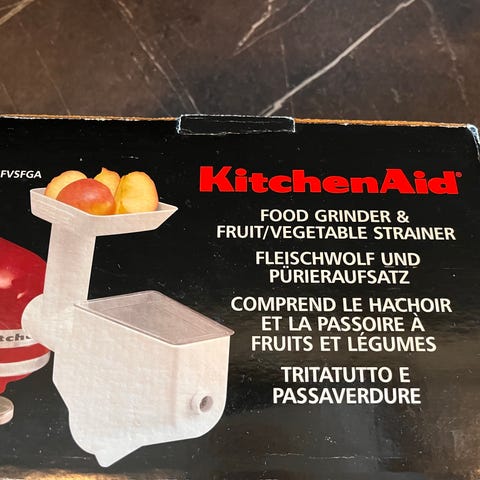 FVSFGA
KitchenAid®
FOOD GRINDER &
FRUIT/VEGETABLE STRAINER
FLEISCHWOLF UND
PÜRIERAUFSATZ
COMPREND LE HACHOIR
ET LA PASSOIRE À
FRUITS ET LÉGUMES
TRITATUTTO E
PASSAVERDURE